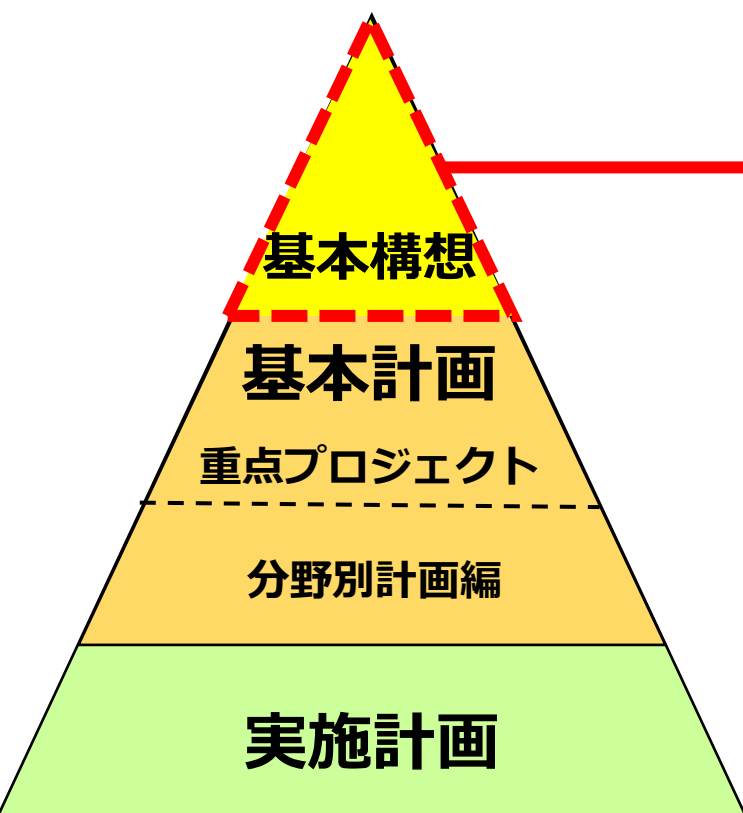 基本構想
基本計画
重点プロジェクト
分野別計画編
実施計画